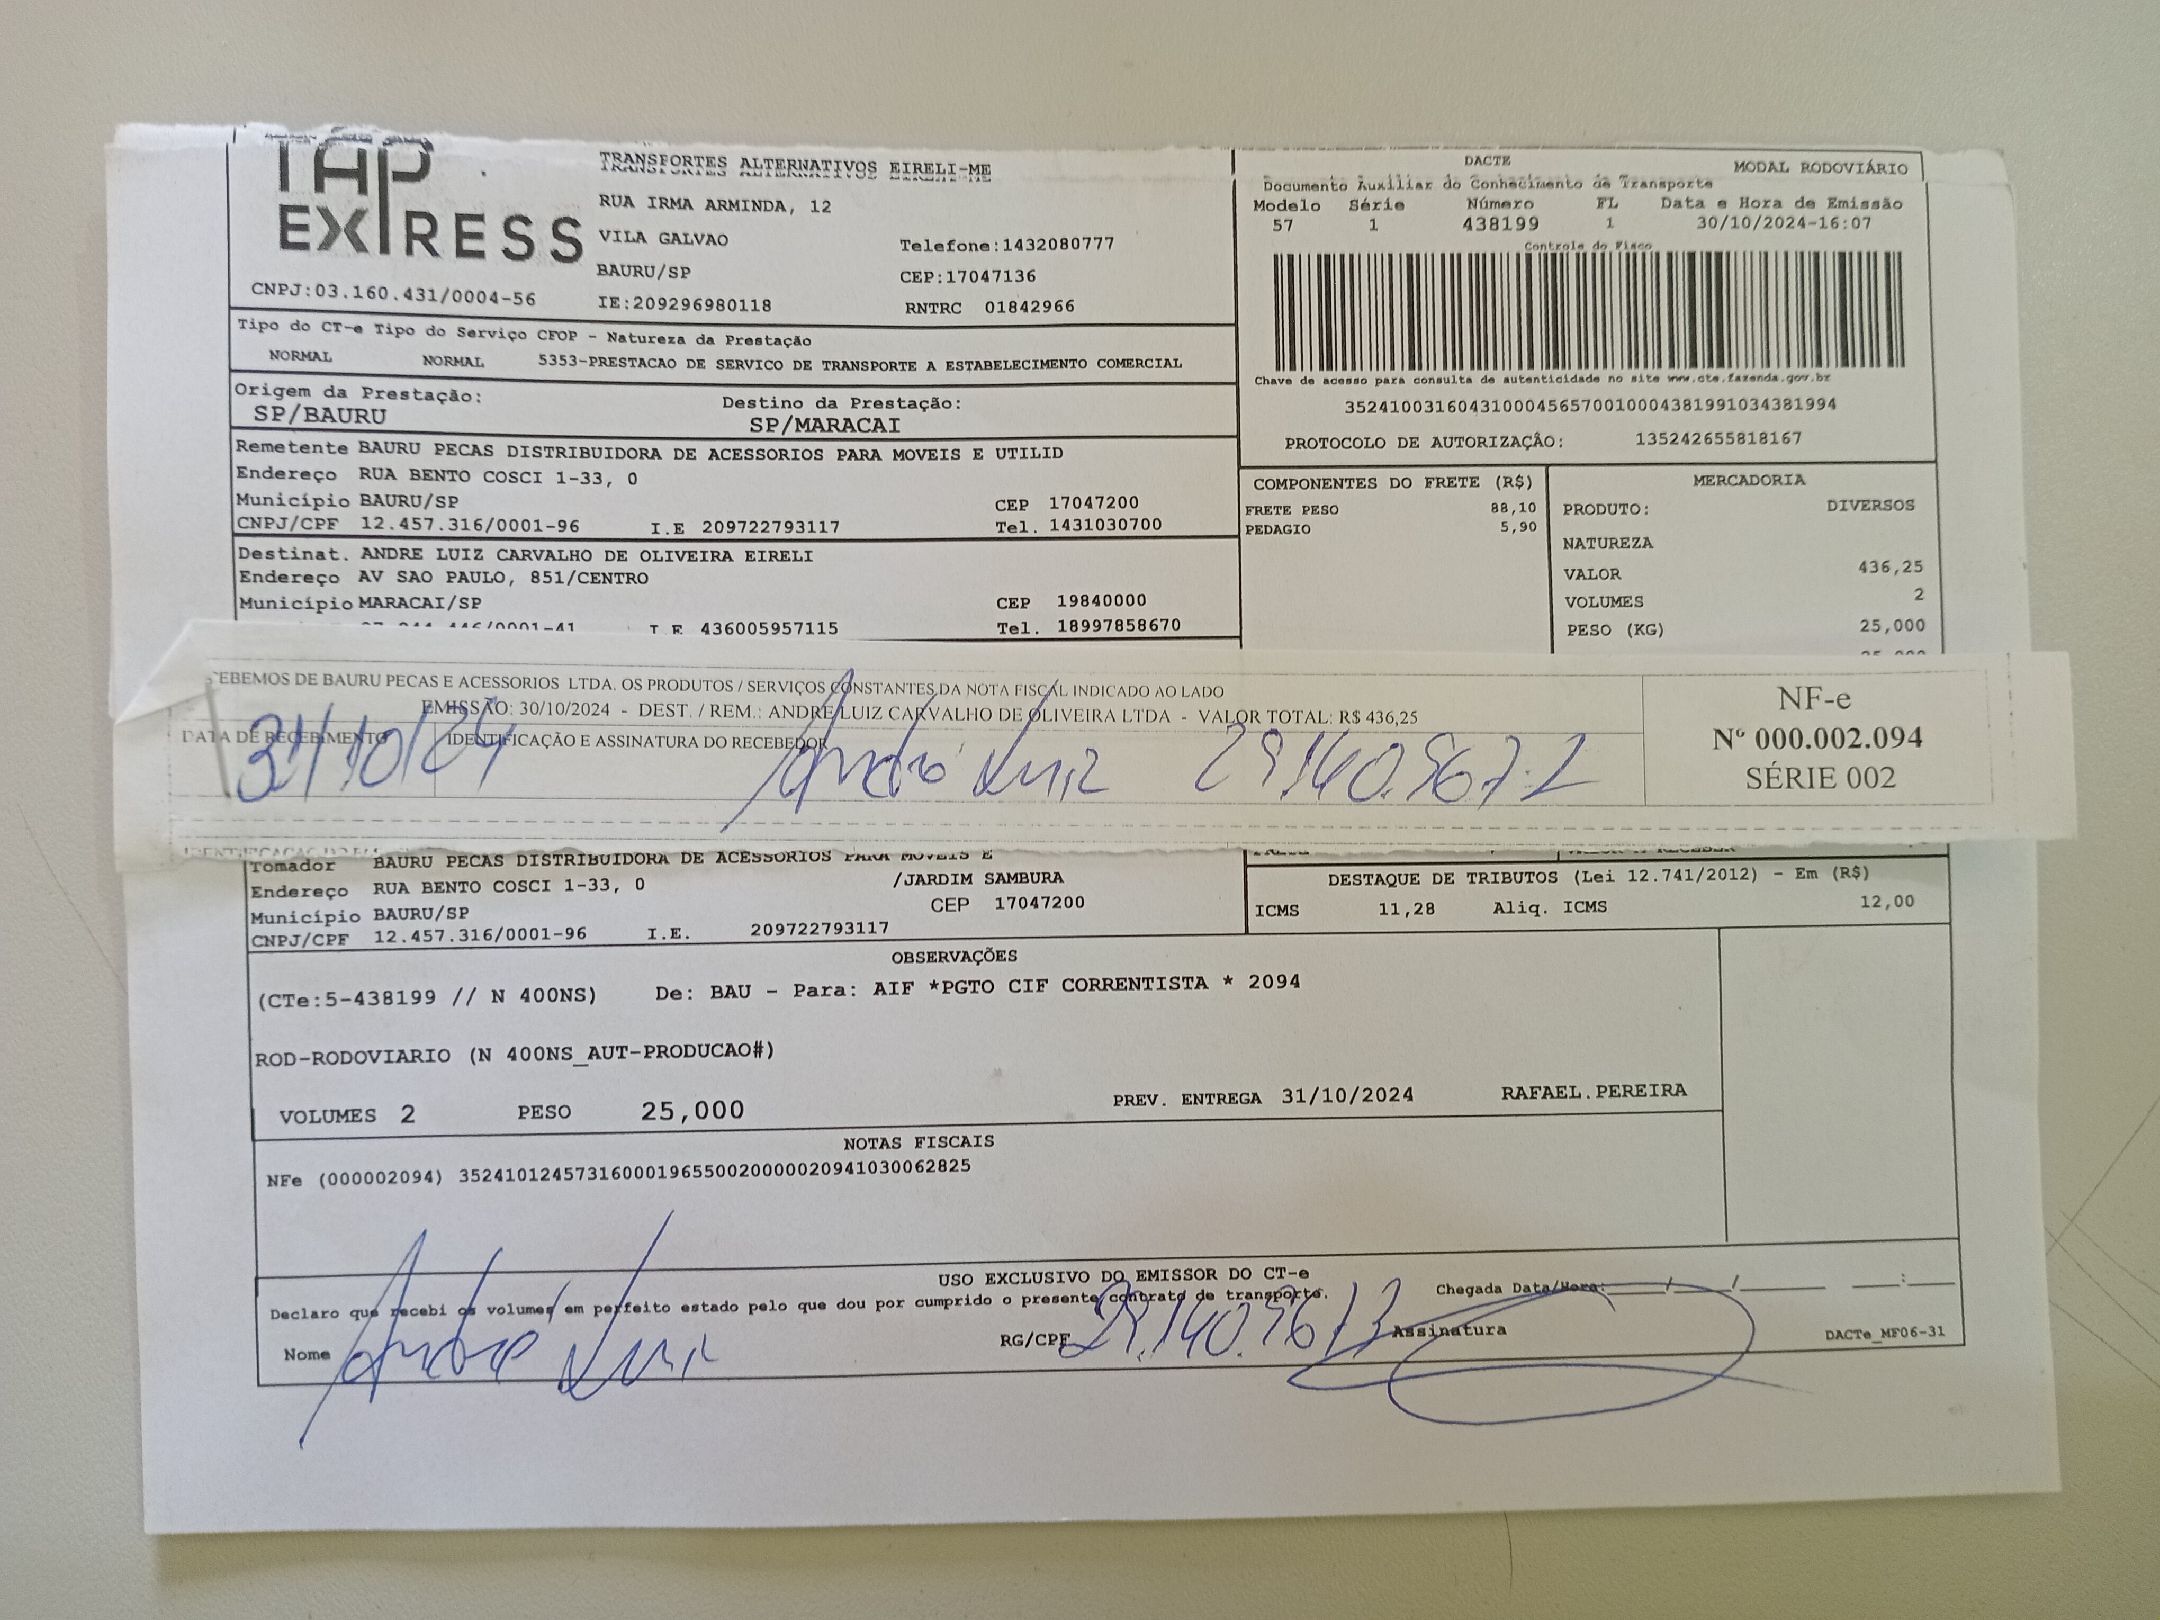 TAP
EXPRESS
CNPJ:03.160.431/0004-56
TRANSPORTES ALTERNATIVOS EIRELI-ME
RUA IRMA ARMINDA, 12
VILA GALVAO Telefone:1432080777
BAURU/SP CEP:17047136
IE:209296980118 RNTRC 01842966
DACTE MODAL RODOVIÁRIO
Documento Auxiliar do Conhecimento de Transporte
Modelo Série Número FL Data e Hora de Emissão
57 1 438199 1 30/10/2024-16:07
Controle do Fisco
Chave de acesso para consulta de autenticidade no site www.cte.fazenda.gov.br
35241003160431000456570010004381991034381994
PROTOCOLO DE AUTORIZAÇÃO: 135242655818167
Tipo do CT-e Tipo do Serviço CFOP - Natureza da Prestação
NORMAL NORMAL 5353-PRESTACAO DE SERVICO DE TRANSPORTE A ESTABELECIMENTO COMERCIAL
Origem da Prestação: Destino da Prestação:
SP/BAURU SP/MARACAI
Remetente BAURU PECAS DISTRIBUIDORA DE ACESSORIOS PARA MOVEIS E UTILID
Endereço RUA BENTO COSCI 1-33, 0
Município BAURU/SP CEP 17047200
CNPJ/CPF 12.457.316/0001-96 I.E 209722793117 Tel. 1431030700
Destinat. ANDRE LUIZ CARVALHO DE OLIVEIRA EIRELI
Endereço AV SAO PAULO, 851/CENTRO
Município MARACAI/SP CEP 19840000
I.E 436005957115 Tel. 18997858670
COMPONENTES DO FRETE (R$)
FRETE PESO 88,10
PEDAGIO 5,90
MERCADORIA
PRODUTO: DIVERSOS
NATUREZA
VALOR 436,25
VOLUMES 2
PESO (KG) 25,000
EBEMOS DE BAURU PECAS E ACESSORIOS LTDA. OS PRODUTOS / SERVIÇOS CONSTANTES DA NOTA FISCAL INDICADO AO LADO
EMISSÃO: 30/10/2024 - DEST. / REM.: ANDRE LUIZ CARVALHO DE OLIVEIRA LTDA - VALOR TOTAL: R$ 436,25
DATA DE RECEBIMENTO IDENTIFICAÇÃO E ASSINATURA DO RECEBEDOR
31/10/24 André Luiz
NF-e
Nº 000.002.094
SÉRIE 002
Tomador BAURU PECAS DISTRIBUIDORA DE ACESSORIOS PARA MOVEIS E
Endereço RUA BENTO COSCI 1-33, 0 /JARDIM SAMBURA
Município BAURU/SP CEP 17047200
CNPJ/CPF 12.457.316/0001-96 I.E. 209722793117
DESTAQUE DE TRIBUTOS (Lei 12.741/2012) - Em (R$)
ICMS 11,28 Aliq. ICMS 12,00
OBSERVAÇÕES
(CTe:5-438199 // N 400NS) De: BAU - Para: AIF *PGTO CIF CORRENTISTA * 2094
ROD-RODOVIARIO (N 400NS_AUT-PRODUCAO#)
VOLUMES 2 PESO 25,000 PREV. ENTREGA 31/10/2024 RAFAEL.PEREIRA
NOTAS FISCAIS
NFe (000002094) 35241012457316000196550020000020941030062825
USO EXCLUSIVO DO EMISSOR DO CT-e
Declaro que recebi os volumes em perfeito estado pelo que dou por cumprido o presente contrato de transporte. Chegada Data/Hora: / / :
Nome André Luiz RG/CPF Assinatura DACTe_MF06-31